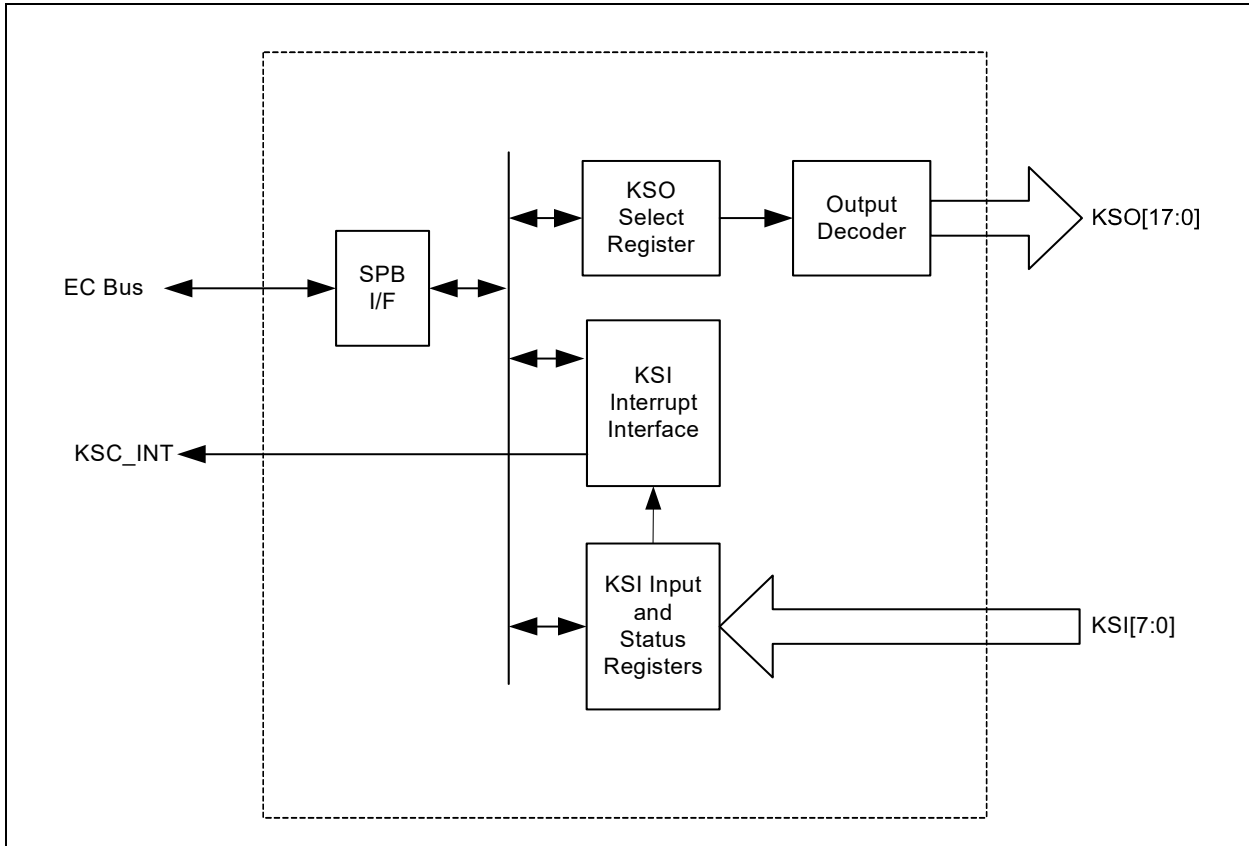 KSO
Select
Register
Output
Decoder
KSO[17:0]
EC Bus
SPB
I/F
KSI
Interrupt
Interface
KSC_INT
KSI Input
and
Status
Registers
KSI[7:0]